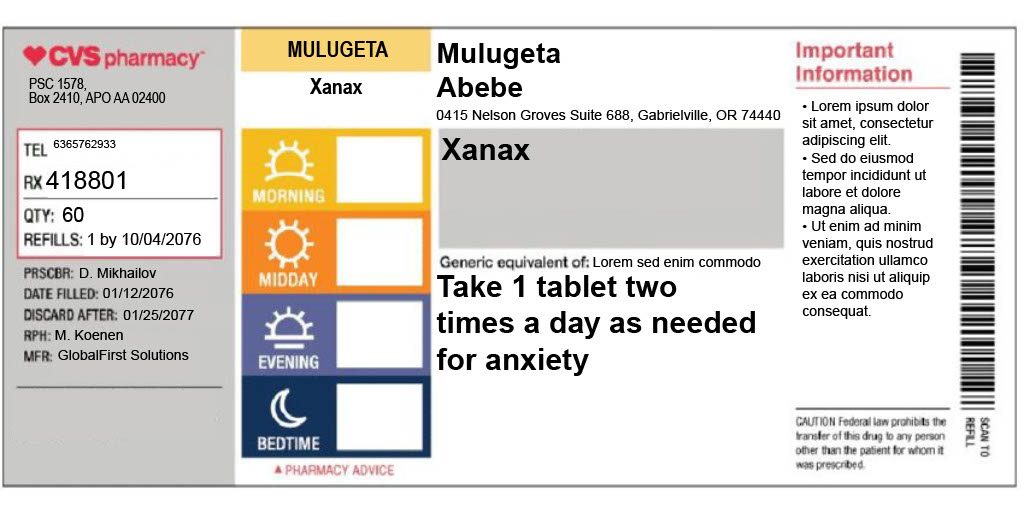 CVS pharmacy
PSC 1578,
Box 2410, APO AA 02400
TEL 6365762933
RX 418801
QTY: 60
REFILLS: 1 by 10/04/2076
PRSCBR: D. Mikhailov
DATE FILLED: 01/12/2076
DISCARD AFTER: 01/25/2077
RPH: M. Koenen
MFR: GlobalFirst Solutions
MULUGETA
Xanax
MORNING
MIDDAY
EVENING
BEDTIME
▲ PHARMACY ADVICE
Mulugeta
Abebe
0415 Nelson Groves Suite 688, Gabrielville, OR 74440
Xanax
Generic equivalent of: Lorem sed enim commodo
Take 1 tablet two
times a day as needed
for anxiety
Important
Information
• Lorem ipsum dolor
sit amet, consectetur
adipiscing elit.
• Sed do eiusmod
tempor incididunt ut
labore et dolore
magna aliqua.
• Ut enim ad minim
veniam, quis nostrud
exercitation ullamco
laboris nisi ut aliquip
ex ea commodo
consequat.
CAUTION Federal law prohibits the
transfer of this drug to any person
other than the patient for whom it
was prescribed.
SCAN TO
REFILL